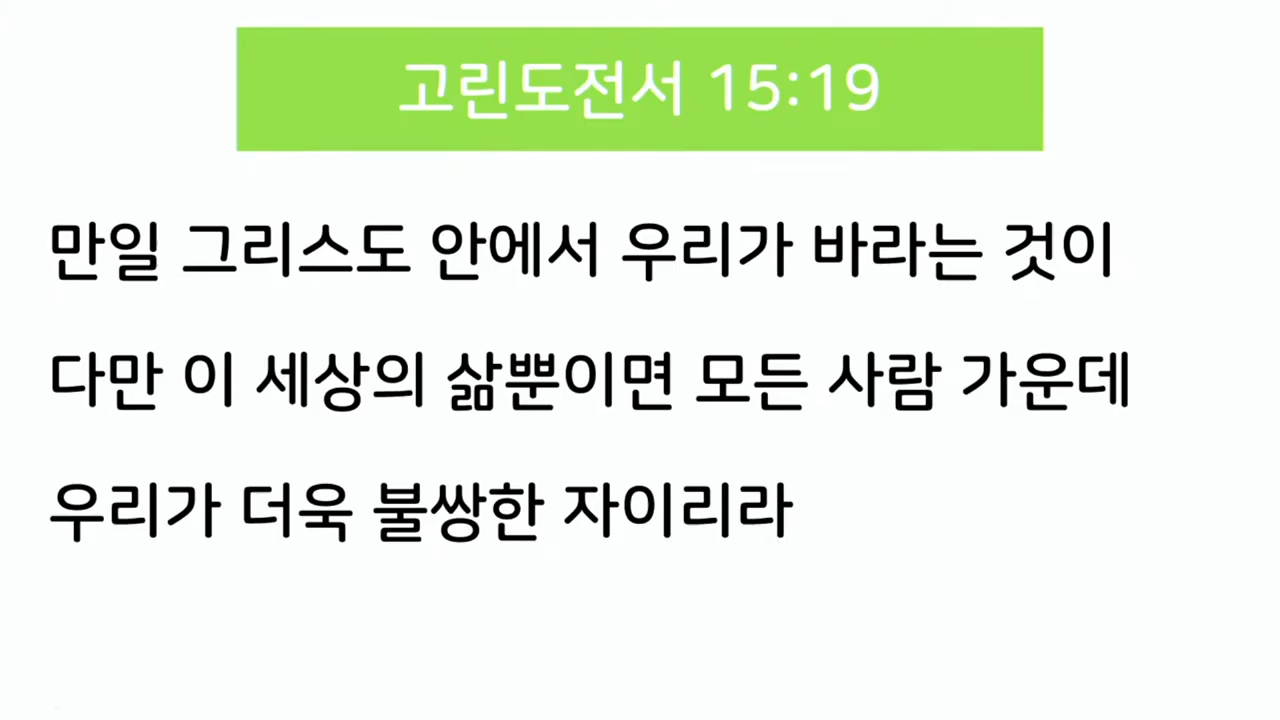 고린도전서 15:19
만일 그리스도 안에서 우리가 바라는 것이
다만 이 세상의 삶뿐이면 모든 사람 가운데
우리가 더욱 불쌍한 자이리라